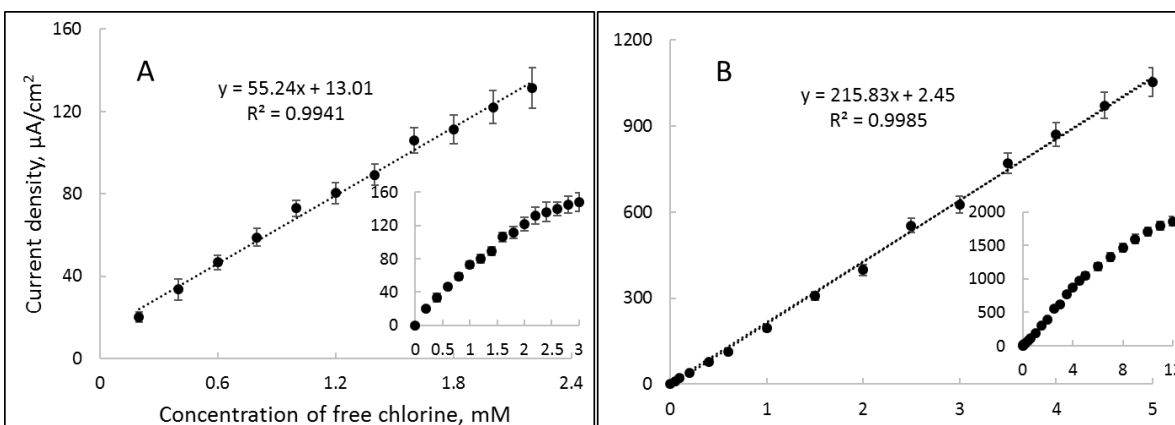 A
y = 55.24x + 13.01
R² = 0.9941
Current density, µA/cm²
160
120
80
40
0
0 0.6 1.2 1.8 2.4
Concentration of free chlorine, mM
160
120
80
40
0
0 0.5 1 1.5 2 2.5 3
B
y = 215.83x + 2.45
R² = 0.9985
1200
900
600
300
0
0 1 2 3 4 5
2000
1500
1000
500
0
0 4 8 12